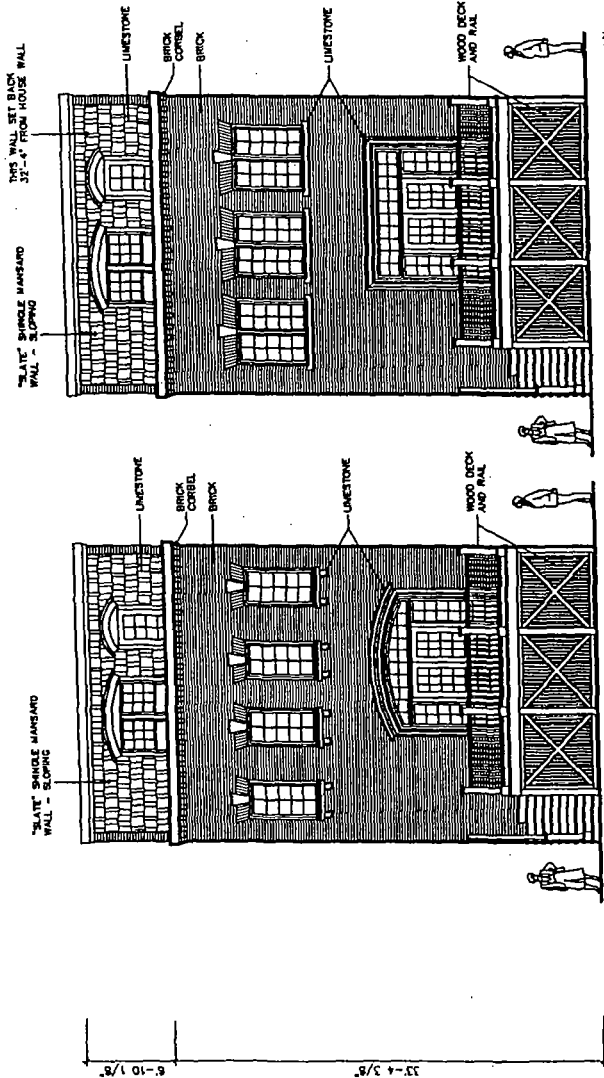 "SLATE" SHINGLE MANSARD
WALL - SLOPING
LIMESTONE
BRICK
CORBEL
BRICK
LIMESTONE
WOOD DECK
AND RAIL
"SLATE" SHINGLE MANSARD
WALL - SLOPING
THIS WALL SET BACK
32'-4" FROM HOUSE WALL
LIMESTONE
BRICK
CORBEL
BRICK
LIMESTONE
WOOD DECK
AND RAIL
6'-10 1/8"
33'-4 3/8"